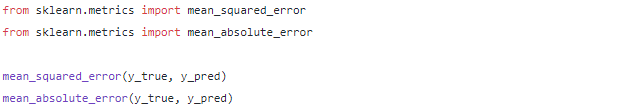 from sklearn.metrics import mean_squared_error
from sklearn.metrics import mean_absolute_error
mean_squared_error(y_true, y_pred)
mean_absolute_error(y_true, y_pred)